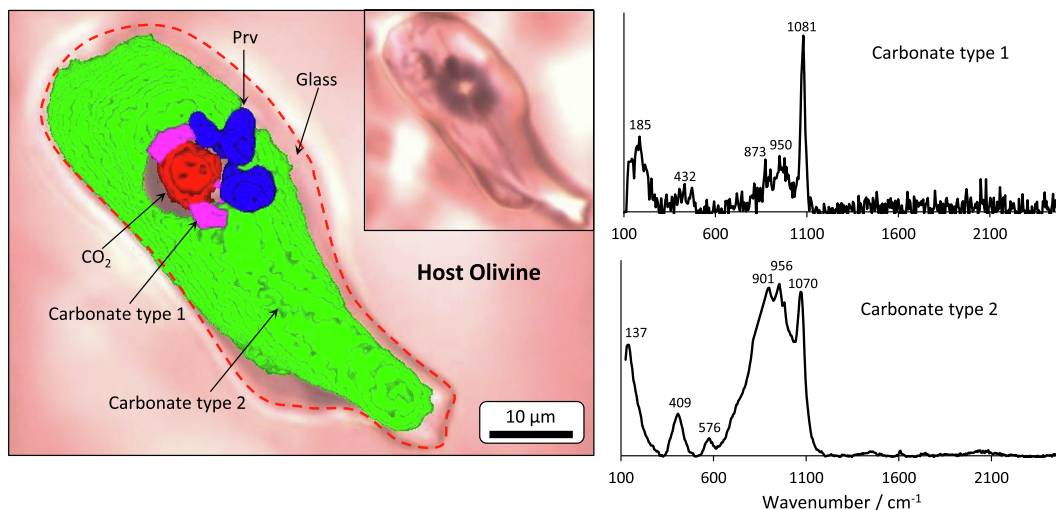 Prv
Glass
CO₂
Carbonate type 1
Carbonate type 2
Host Olivine
10 µm
Carbonate type 1
1081
185
432
873
950
100
600
1100
1600
2100
Carbonate type 2
137
409
576
901
956
1070
100
600
1100
1600
2100
Wavenumber / cm⁻¹